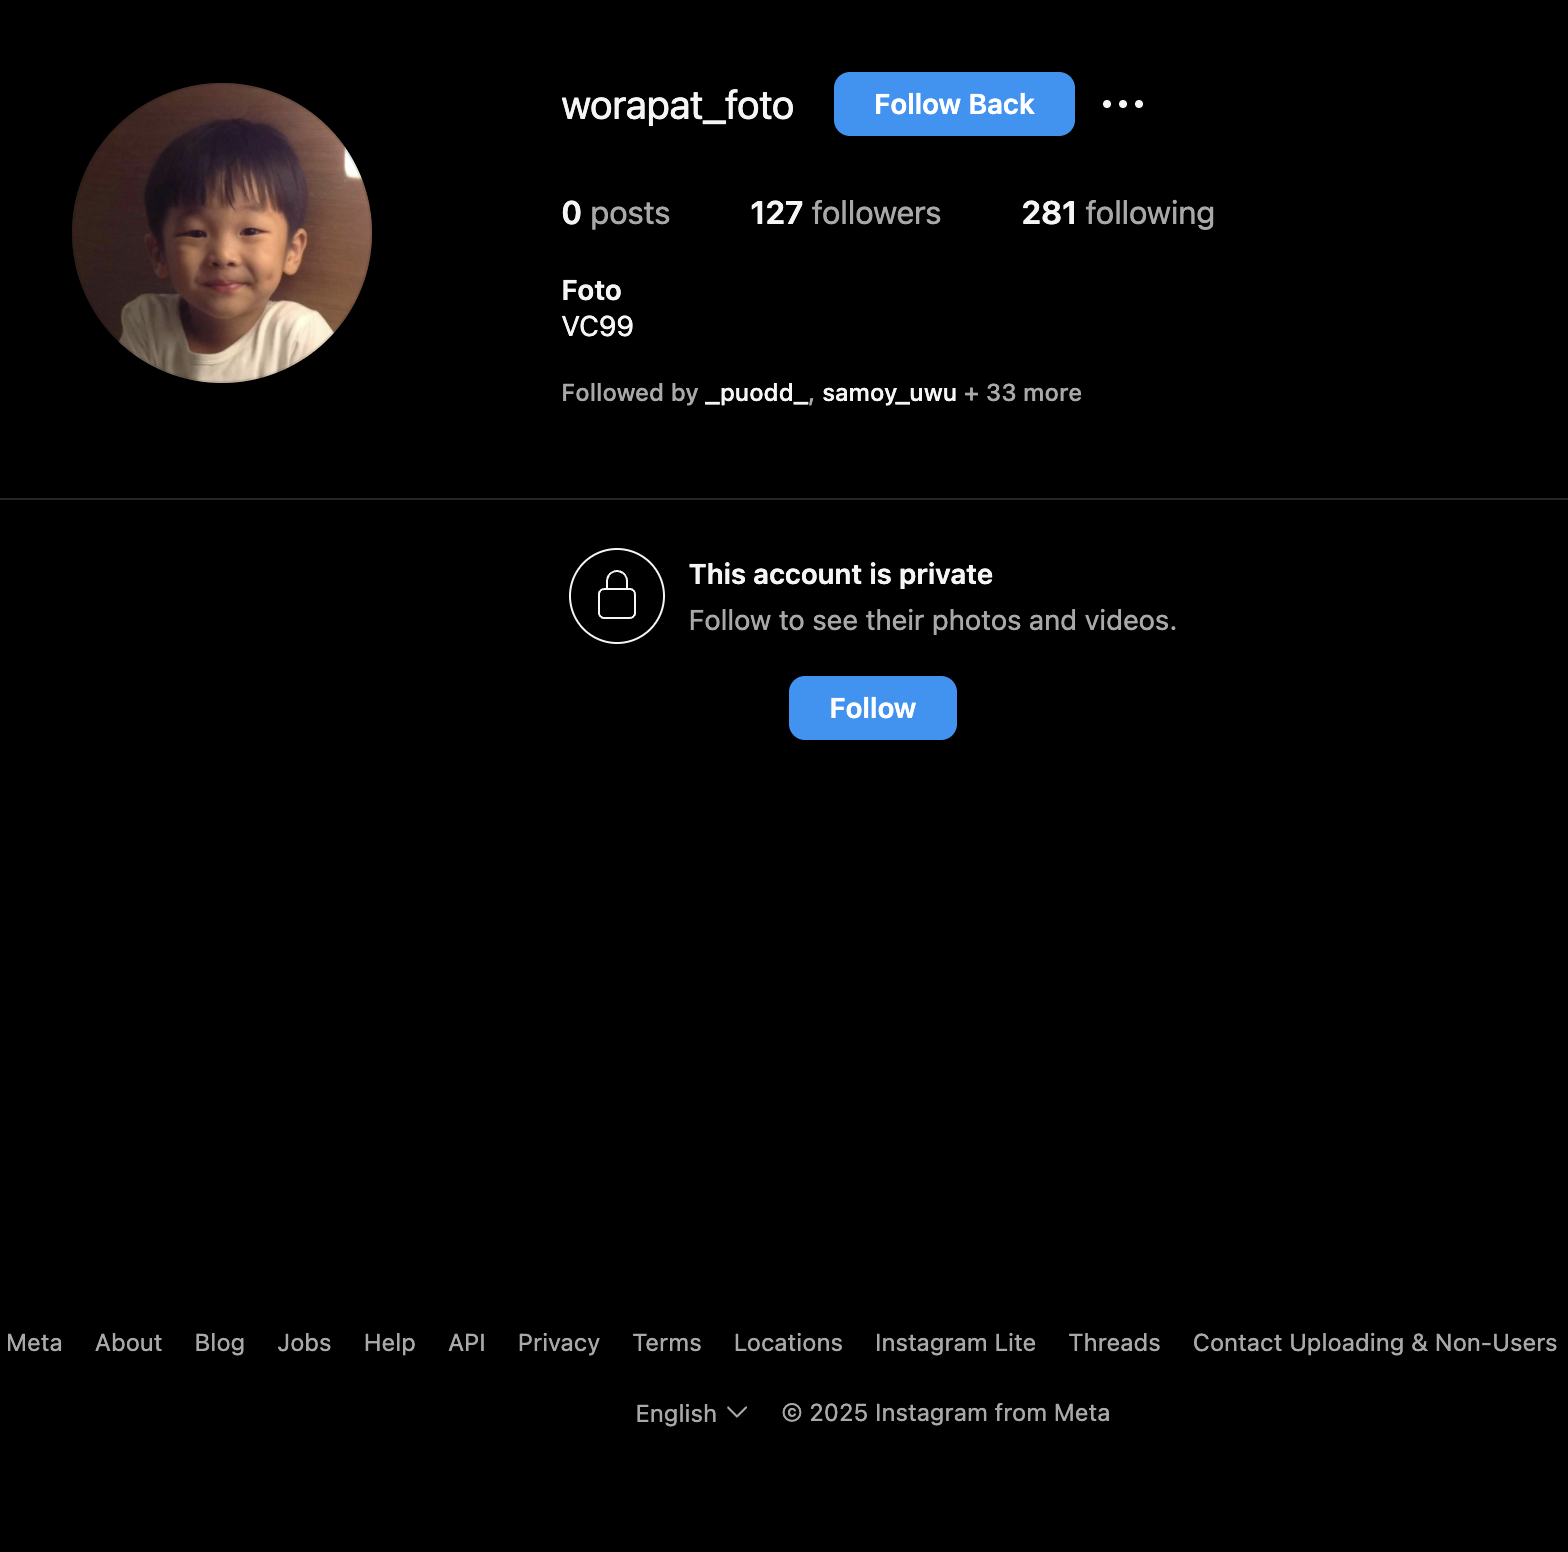 worapat_foto Follow Back
0 posts 127 followers 281 following
Foto
VC99
Followed by _puodd_, samoy_uwu + 33 more
This account is private
Follow to see their photos and videos.
Follow
Meta About Blog Jobs Help API Privacy Terms Locations Instagram Lite Threads Contact Uploading & Non-Users
English © 2025 Instagram from Meta